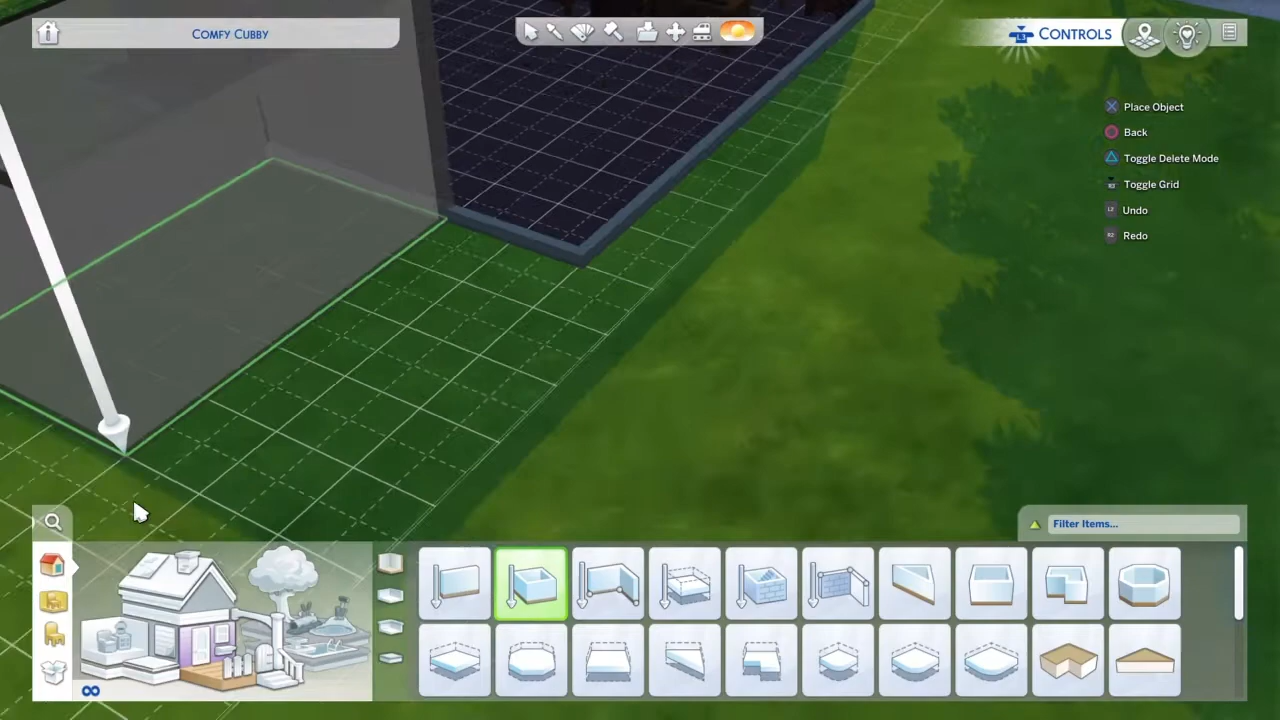 COMFY CUBBY
CONTROLS
Place Object
Back
Toggle Delete Mode
Toggle Grid
Undo
Redo
Filter Items...